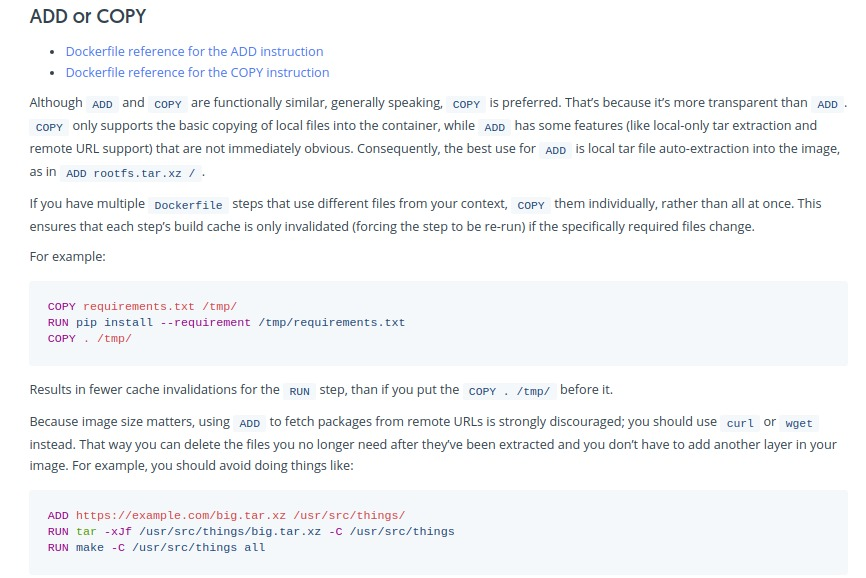 ADD or COPY
• Dockerfile reference for the ADD instruction
• Dockerfile reference for the COPY instruction
Although ADD and COPY are functionally similar, generally speaking, COPY is preferred. That’s because it’s more transparent than ADD .
COPY only supports the basic copying of local files into the container, while ADD has some features (like local-only tar extraction and
remote URL support) that are not immediately obvious. Consequently, the best use for ADD is local tar file auto-extraction into the image,
as in ADD rootfs.tar.xz / .
If you have multiple Dockerfile steps that use different files from your context, COPY them individually, rather than all at once. This
ensures that each step’s build cache is only invalidated (forcing the step to be re-run) if the specifically required files change.
For example:
COPY requirements.txt /tmp/
RUN pip install --requirement /tmp/requirements.txt
COPY . /tmp/
Results in fewer cache invalidations for the RUN step, than if you put the COPY . /tmp/ before it.
Because image size matters, using ADD to fetch packages from remote URLs is strongly discouraged; you should use curl or wget
instead. That way you can delete the files you no longer need after they’ve been extracted and you don’t have to add another layer in your
image. For example, you should avoid doing things like:
ADD https://example.com/big.tar.xz /usr/src/things/
RUN tar -xJf /usr/src/things/big.tar.xz -C /usr/src/things
RUN make -C /usr/src/things all